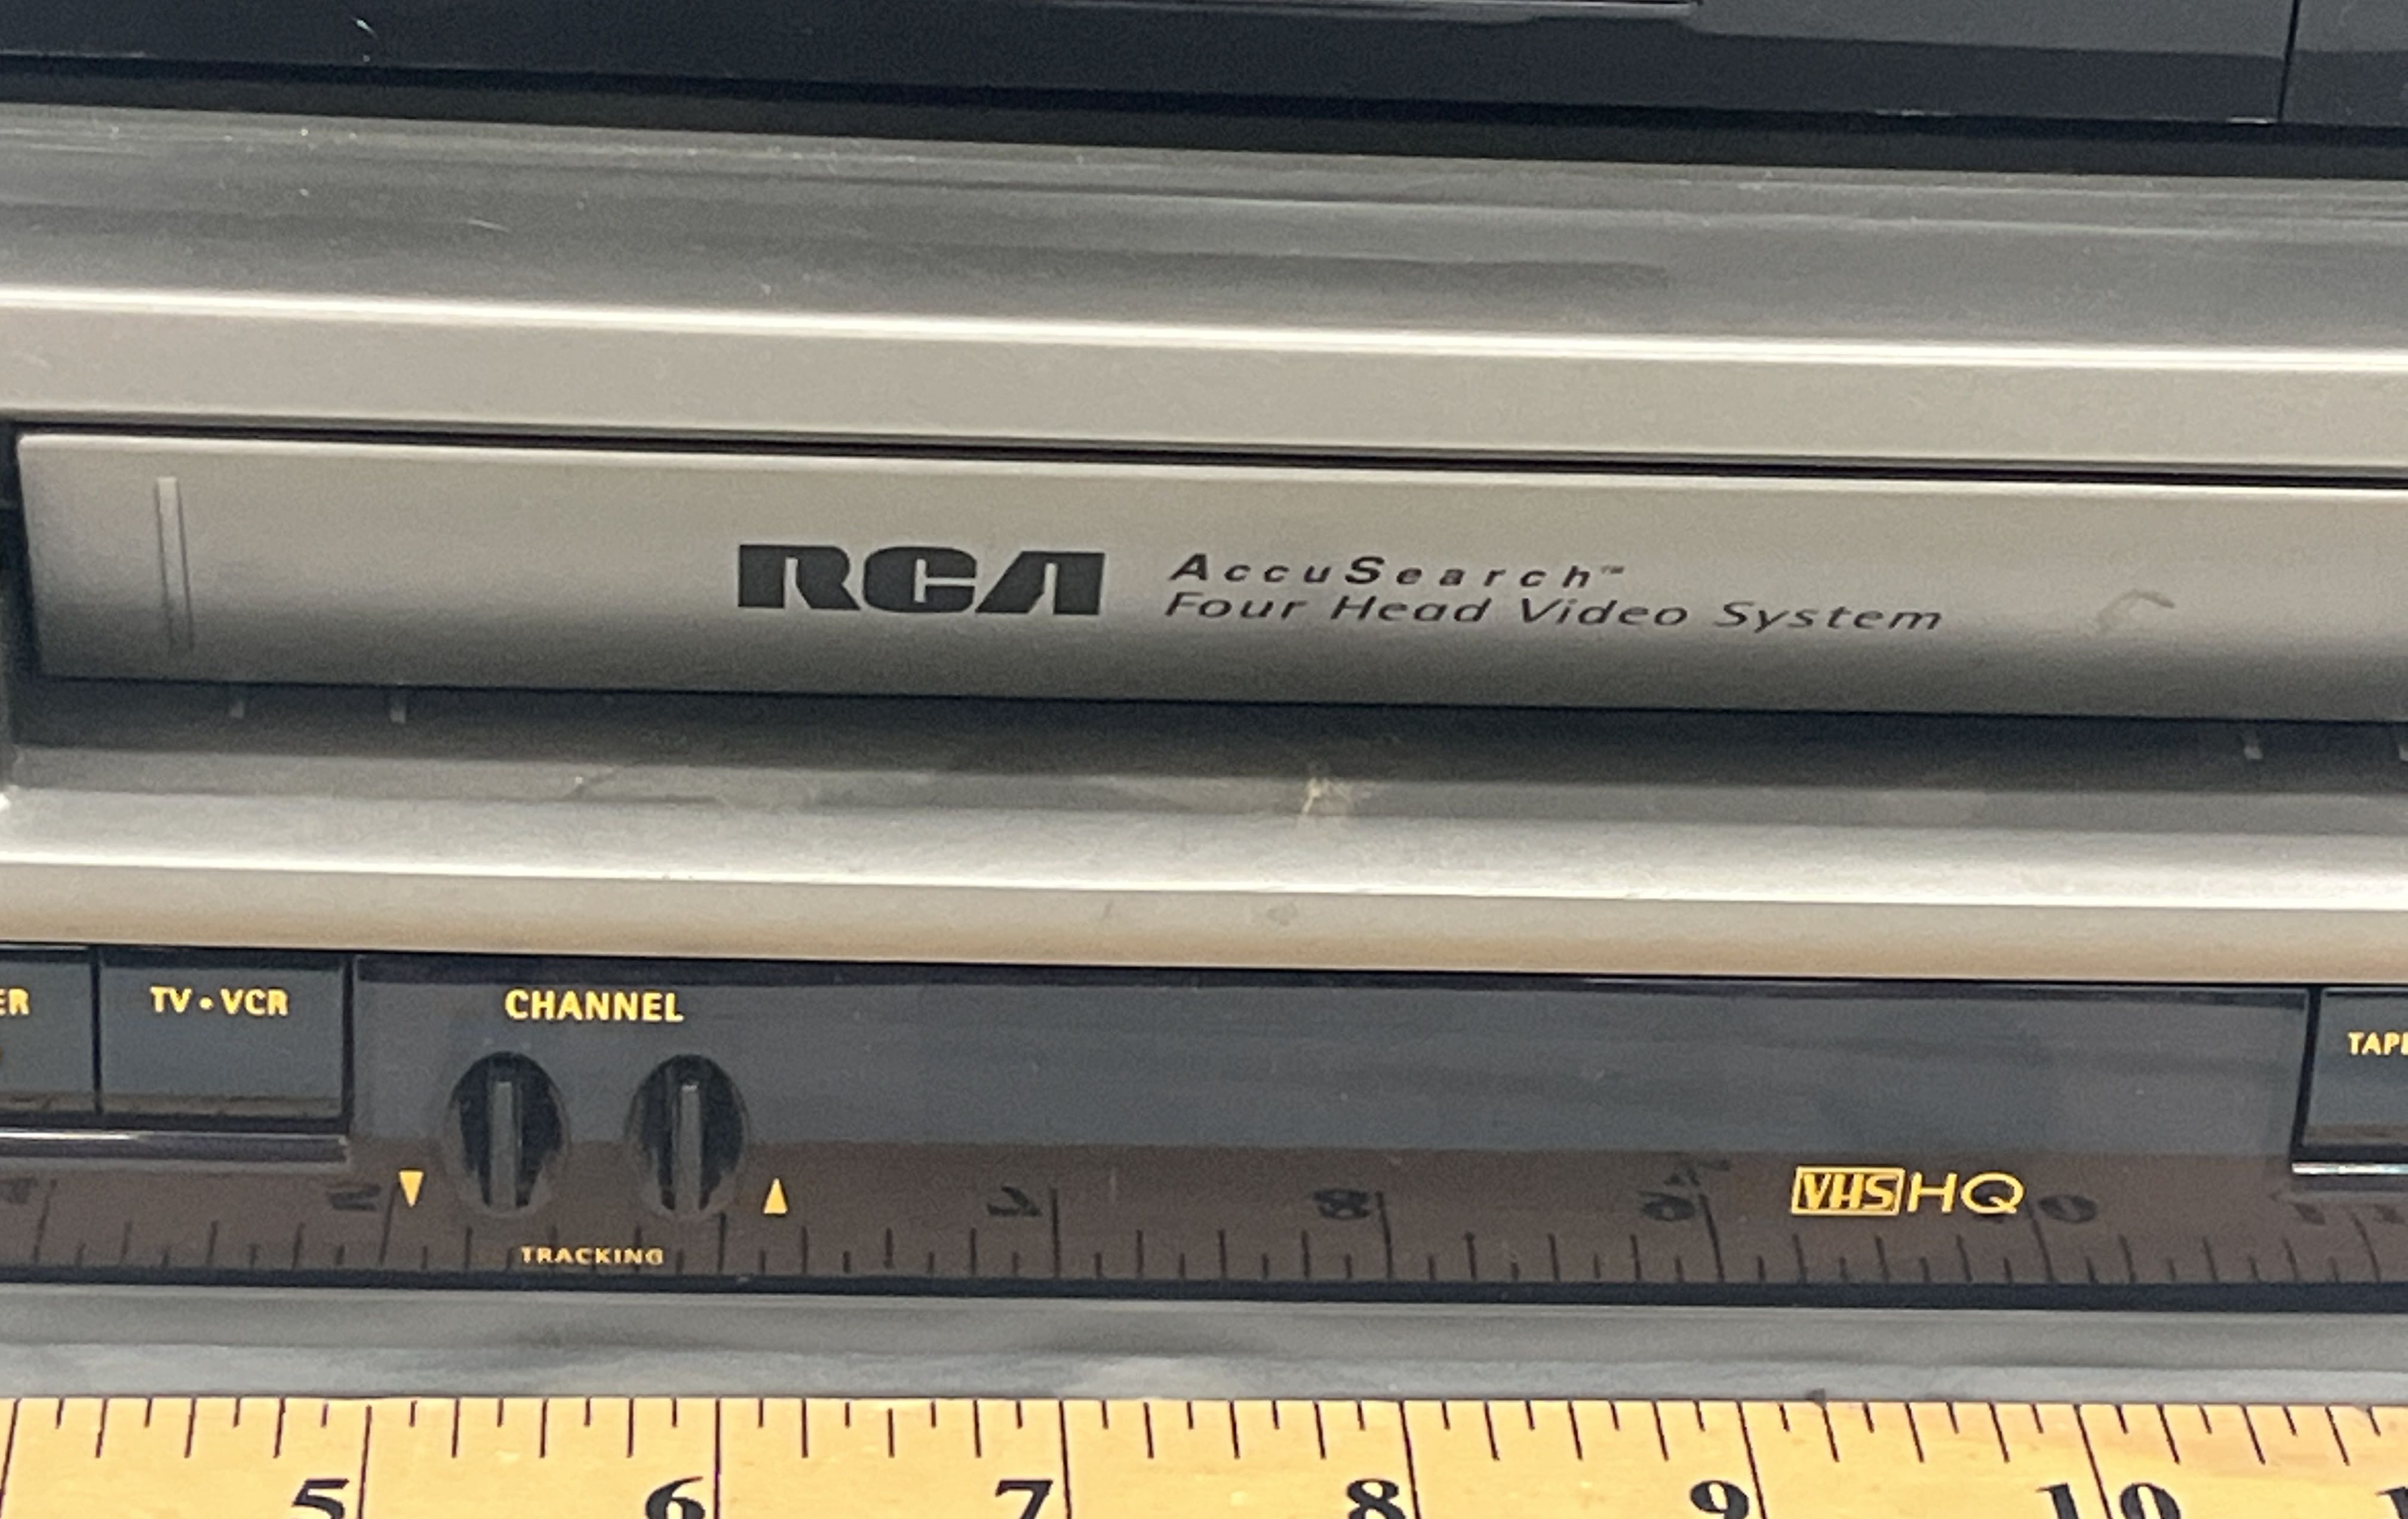 RCA
AccuSearch™
Four Head Video System
TV•VCR
CHANNEL
▼ ▲
TRACKING
VHS HQ
5 6 7 8 9 10